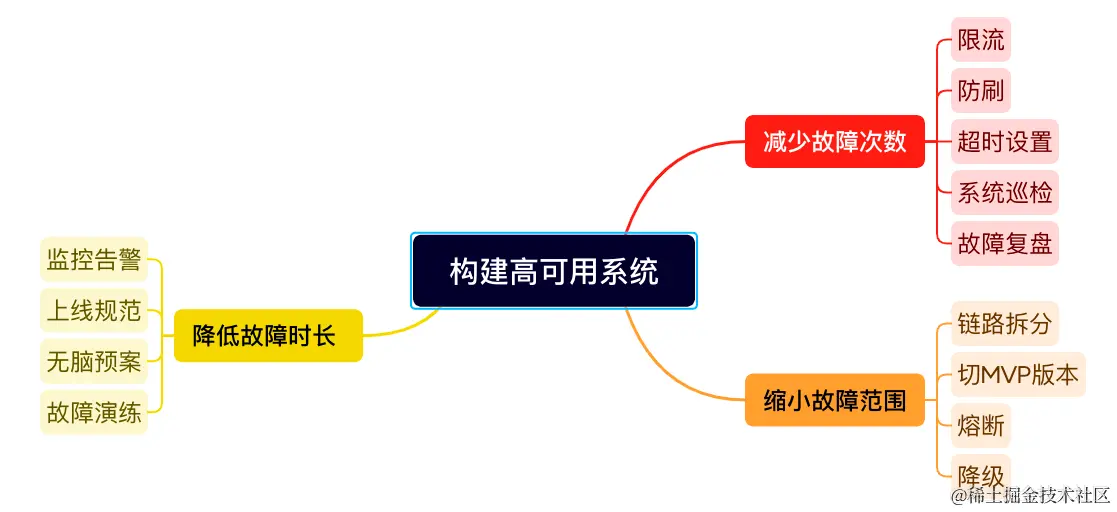 构建高可用系统
减少故障次数
限流
防刷
超时设置
系统巡检
故障复盘
缩小故障范围
链路拆分
切MVP版本
熔断
降级
降低故障时长
监控告警
上线规范
无脑预案
故障演练
@稀土掘金技术社区